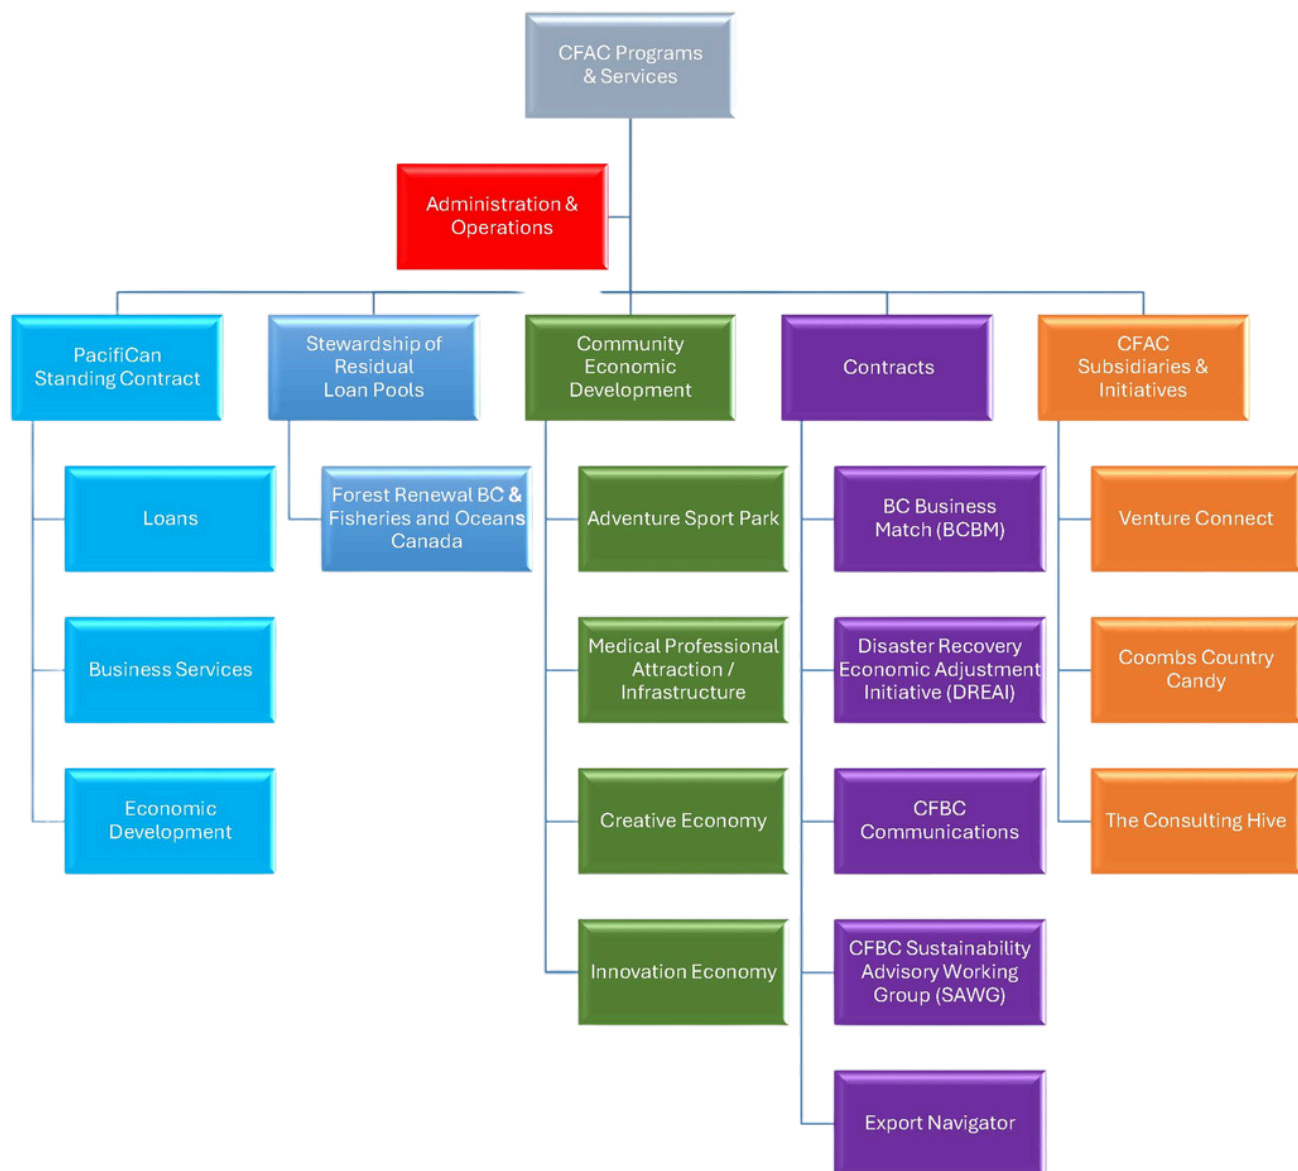 CFAC Programs
& Services
Administration &
Operations
PacifiCan
Standing Contract
Stewardship of
Residual
Loan Pools
Community
Economic
Development
Contracts
CFAC
Subsidiaries &
Initiatives
Loans
Forest Renewal BC &
Fisheries and Oceans
Canada
Adventure Sport Park
BC Business
Match (BCBM)
Venture Connect
Business Services
Medical Professional
Attraction /
Infrastructure
Disaster Recovery
Economic Adjustment
Initiative (DREAI)
Coombs Country
Candy
Economic
Development
Creative Economy
CFBC
Communications
The Consulting Hive
Innovation Economy
CFBC Sustainability
Advisory Working
Group (SAWG)
Export Navigator